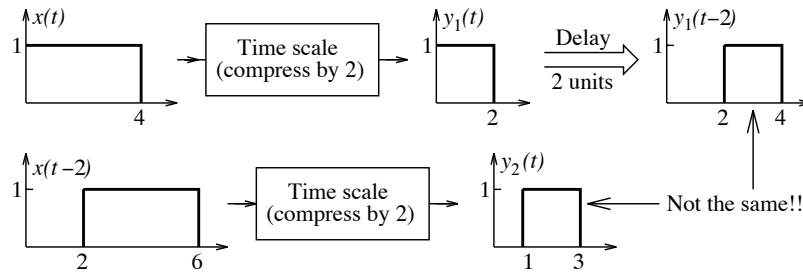 x(t)
1
4
Time scale
(compress by 2)
y₁(t)
1
2
Delay
2 units
y₁(t−2)
1
2 4
x(t−2)
1
2 6
Time scale
(compress by 2)
y₂(t)
1
1 3
Not the same!!